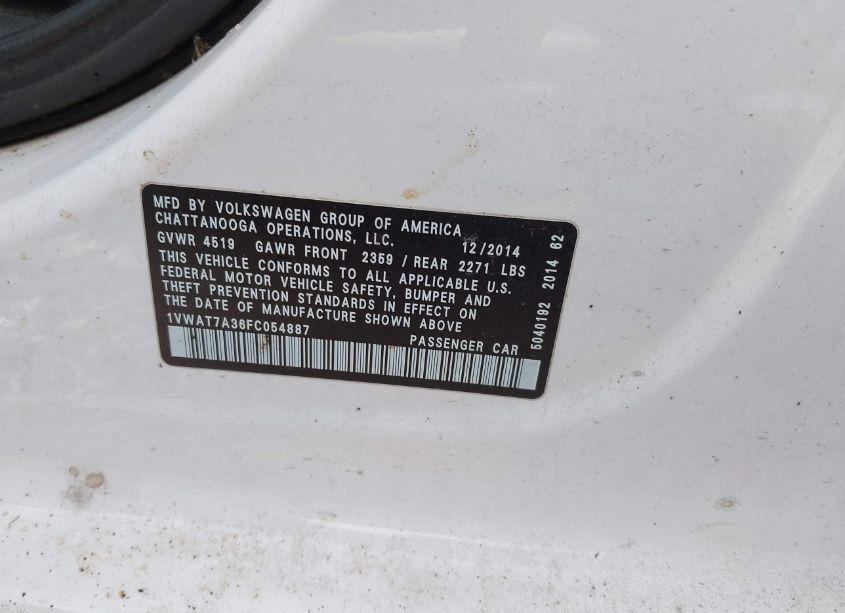 MFD BY VOLKSWAGEN GROUP OF AMERICA
CHATTANOOGA OPERATIONS, LLC. 12/2014
GVWR 4519 GAWR FRONT 2359 / REAR 2271 LBS
THIS VEHICLE CONFORMS TO ALL APPLICABLE U.S.
FEDERAL MOTOR VEHICLE SAFETY, BUMPER AND
THEFT PREVENTION STANDARDS IN EFFECT ON
THE DATE OF MANUFACTURE SHOWN ABOVE
1VWAT7A36FC054887 PASSENGER CAR
5040192 2014 62